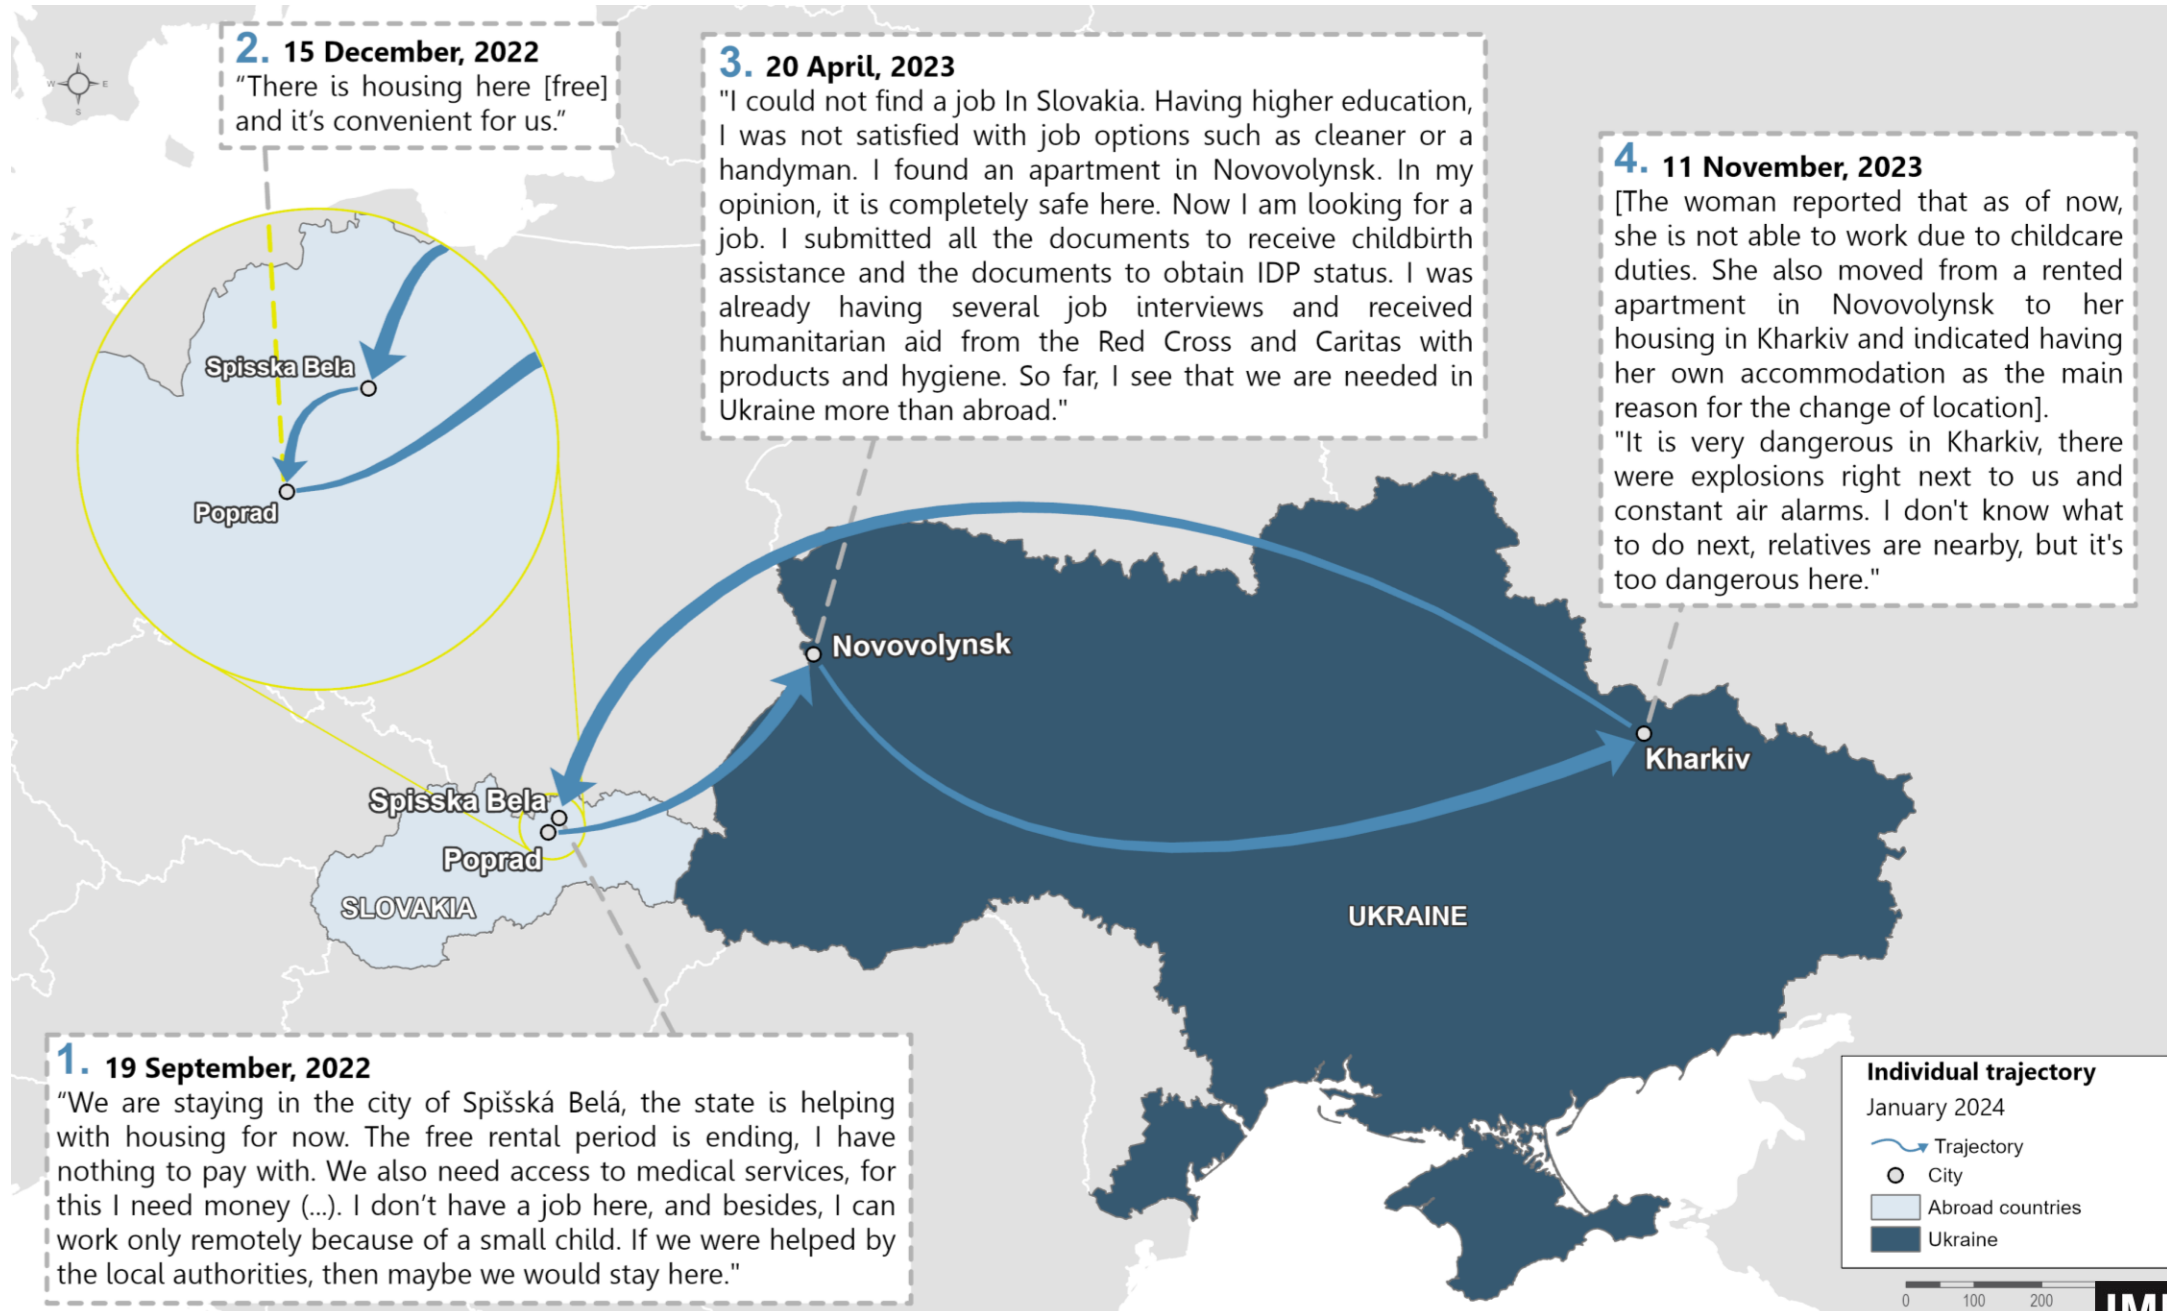 N
W
E
S
2. 15 December, 2022
“There is housing here [free]
and it’s convenient for us.”
3. 20 April, 2023
"I could not find a job In Slovakia. Having higher education,
I was not satisfied with job options such as cleaner or a
handyman. I found an apartment in Novovolynsk. In my
opinion, it is completely safe here. Now I am looking for a
job. I submitted all the documents to receive childbirth
assistance and the documents to obtain IDP status. I was
already having several job interviews and received
humanitarian aid from the Red Cross and Caritas with
products and hygiene. So far, I see that we are needed in
Ukraine more than abroad."
4. 11 November, 2023
[The woman reported that as of now,
she is not able to work due to childcare
duties. She also moved from a rented
apartment in Novovolynsk to her
housing in Kharkiv and indicated having
her own accommodation as the main
reason for the change of location].
"It is very dangerous in Kharkiv, there
were explosions right next to us and
constant air alarms. I don't know what
to do next, relatives are nearby, but it's
too dangerous here."
Spisska Bela
Poprad
Novovolynsk
Kharkiv
Spisska Bela
Poprad
SLOVAKIA
UKRAINE
1. 19 September, 2022
“We are staying in the city of Spišská Belá, the state is helping
with housing for now. The free rental period is ending, I have
nothing to pay with. We also need access to medical services, for
this I need money (...). I don’t have a job here, and besides, I can
work only remotely because of a small child. If we were helped by
the local authorities, then maybe we would stay here."
Individual trajectory
January 2024
Trajectory
City
Abroad countries
Ukraine
0 100 200